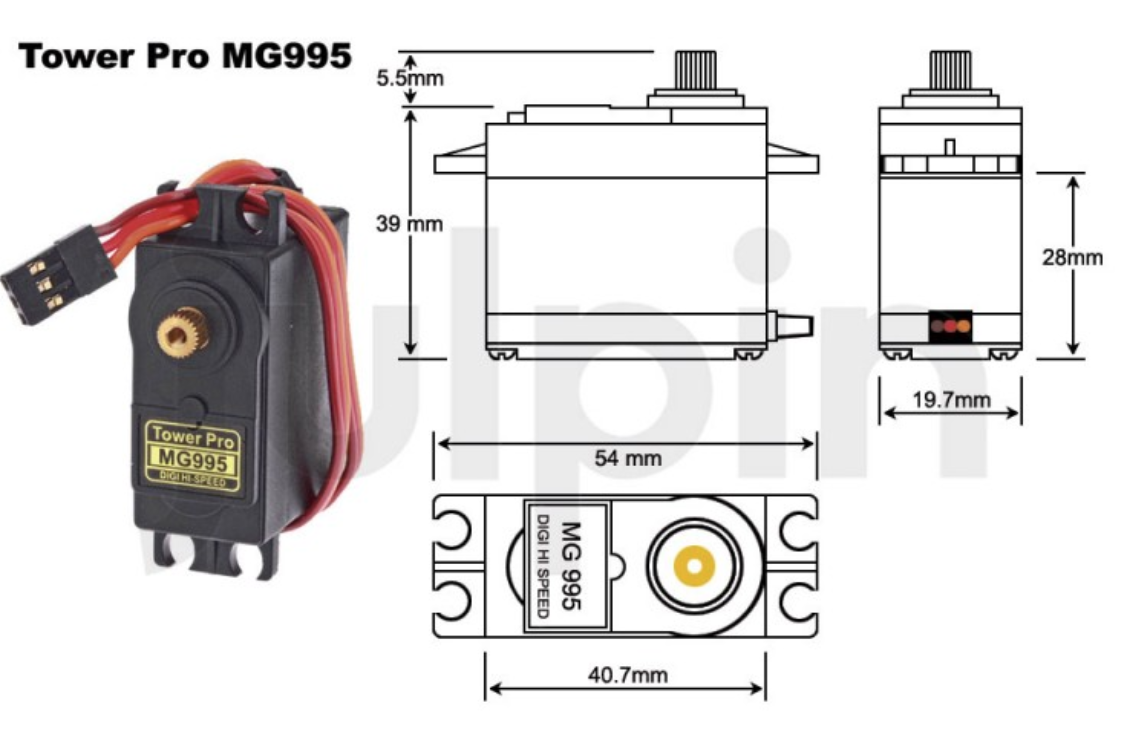 Tower Pro MG995
5.5mm
39 mm
28mm
19.7mm
54 mm
Tower Pro
MG995
DIGI HI-SPEED
MG 995
DIGI HI SPEED
40.7mm
ulpin